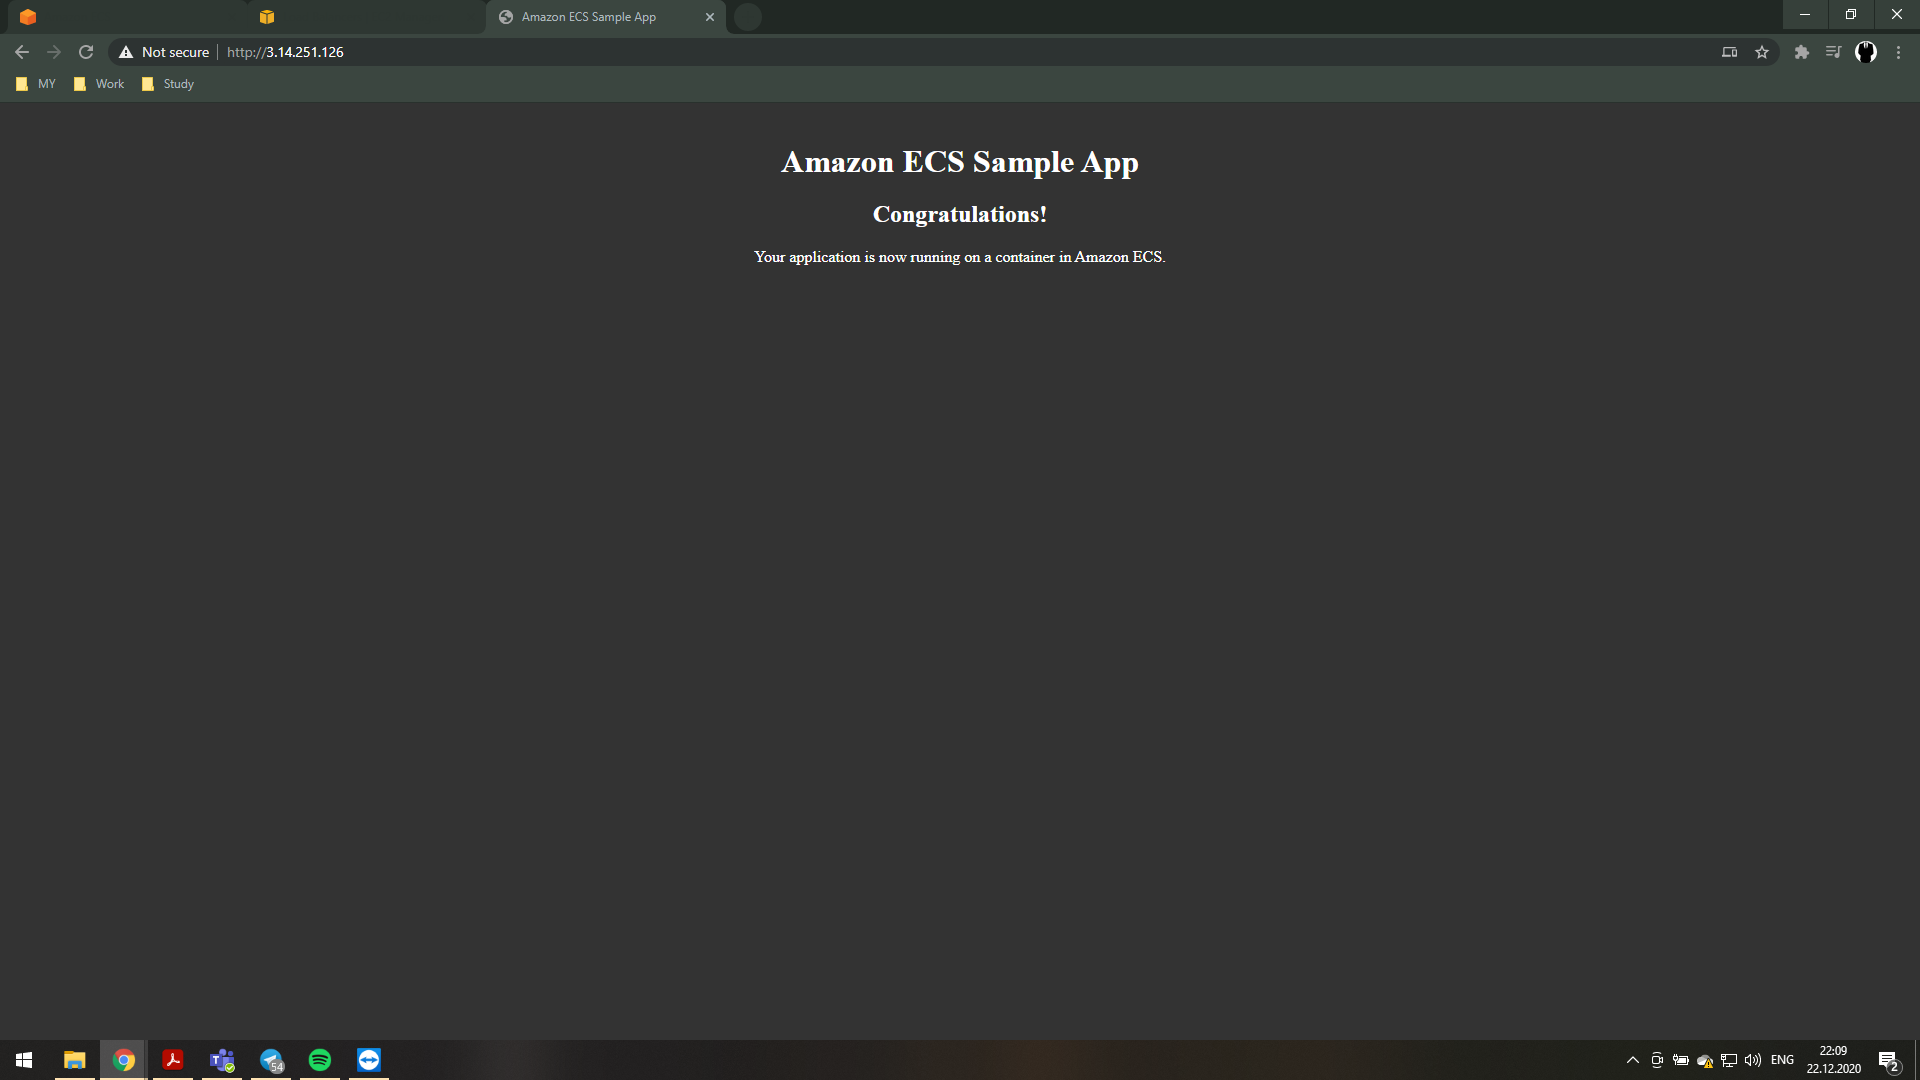 Amazon ECS Sample App
Not secure
http://3.14.251.126
MY
Work
Study
Amazon ECS Sample App
Congratulations!
Your application is now running on a container in Amazon ECS.
54
ENG
22:09
22.12.2020
2